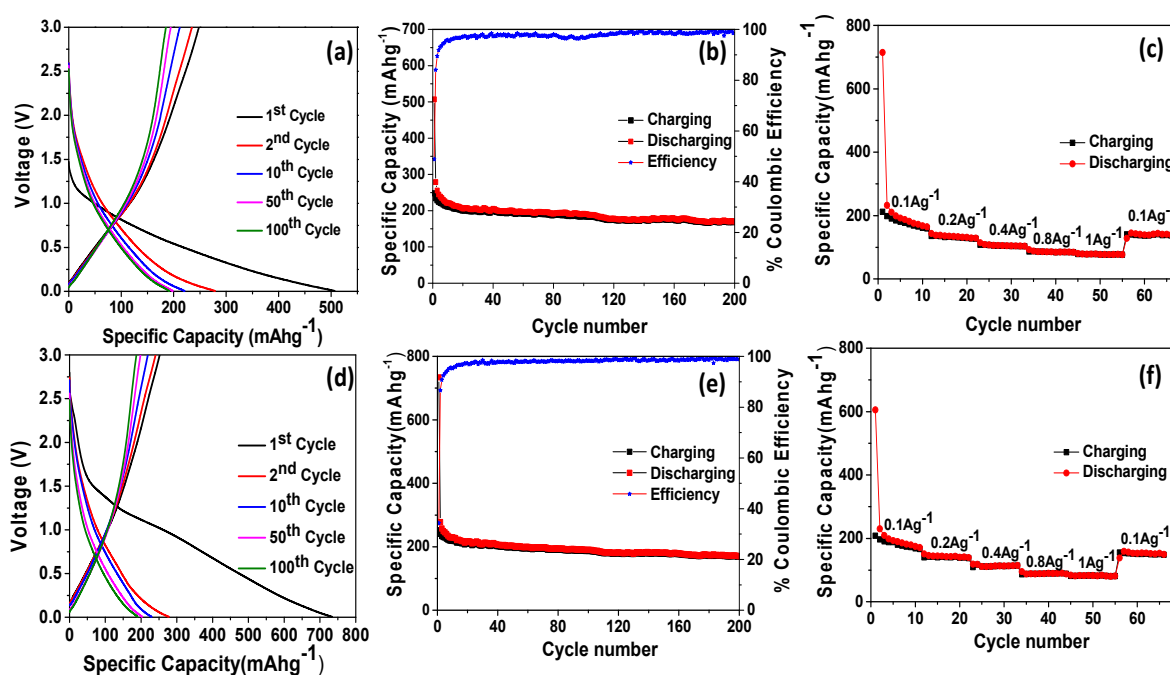 (a)
3.0
2.5
2.0
1.5
1.0
0.5
0.0
Voltage (V)
1st Cycle
2nd Cycle
10th Cycle
50th Cycle
100th Cycle
0 100 200 300 400 500
Specific Capacity (mAhg-1)
(b)
700
600
500
400
300
200
100
0
Specific Capacity (mAhg-1)
Charging
Discharging
Efficiency
100
80
60
40
20
0
% Coulombic Efficiency
0 40 80 120 160 200
Cycle number
(c)
800
600
400
200
0
Specific Capacity(mAhg-1)
Charging
Discharging
0.1Ag-1
0.2Ag-1
0.4Ag-1
0.8Ag-1
1Ag-1
0.1Ag-1
0 10 20 30 40 50 60
Cycle number
(d)
3.0
2.5
2.0
1.5
1.0
0.5
0.0
Voltage (V)
1st Cycle
2nd Cycle
10th Cycle
50th Cycle
100th Cycle
0 100 200 300 400 500 600 700 800
Specific Capacity(mAhg-1)
(e)
800
600
400
200
0
Specific Capacity(mAhg-1)
Charging
Discharging
Efficiency
100
80
60
40
20
0
% Coulombic Efficiency
0 40 80 120 160 200
Cycle number
(f)
800
600
400
200
0
Specific Capacity(mAhg-1)
Charging
Discharging
0.1Ag-1
0.2Ag-1
0.4Ag-1
0.8Ag-1
1Ag-1
0.1Ag-1
0 10 20 30 40 50 60
Cycle number